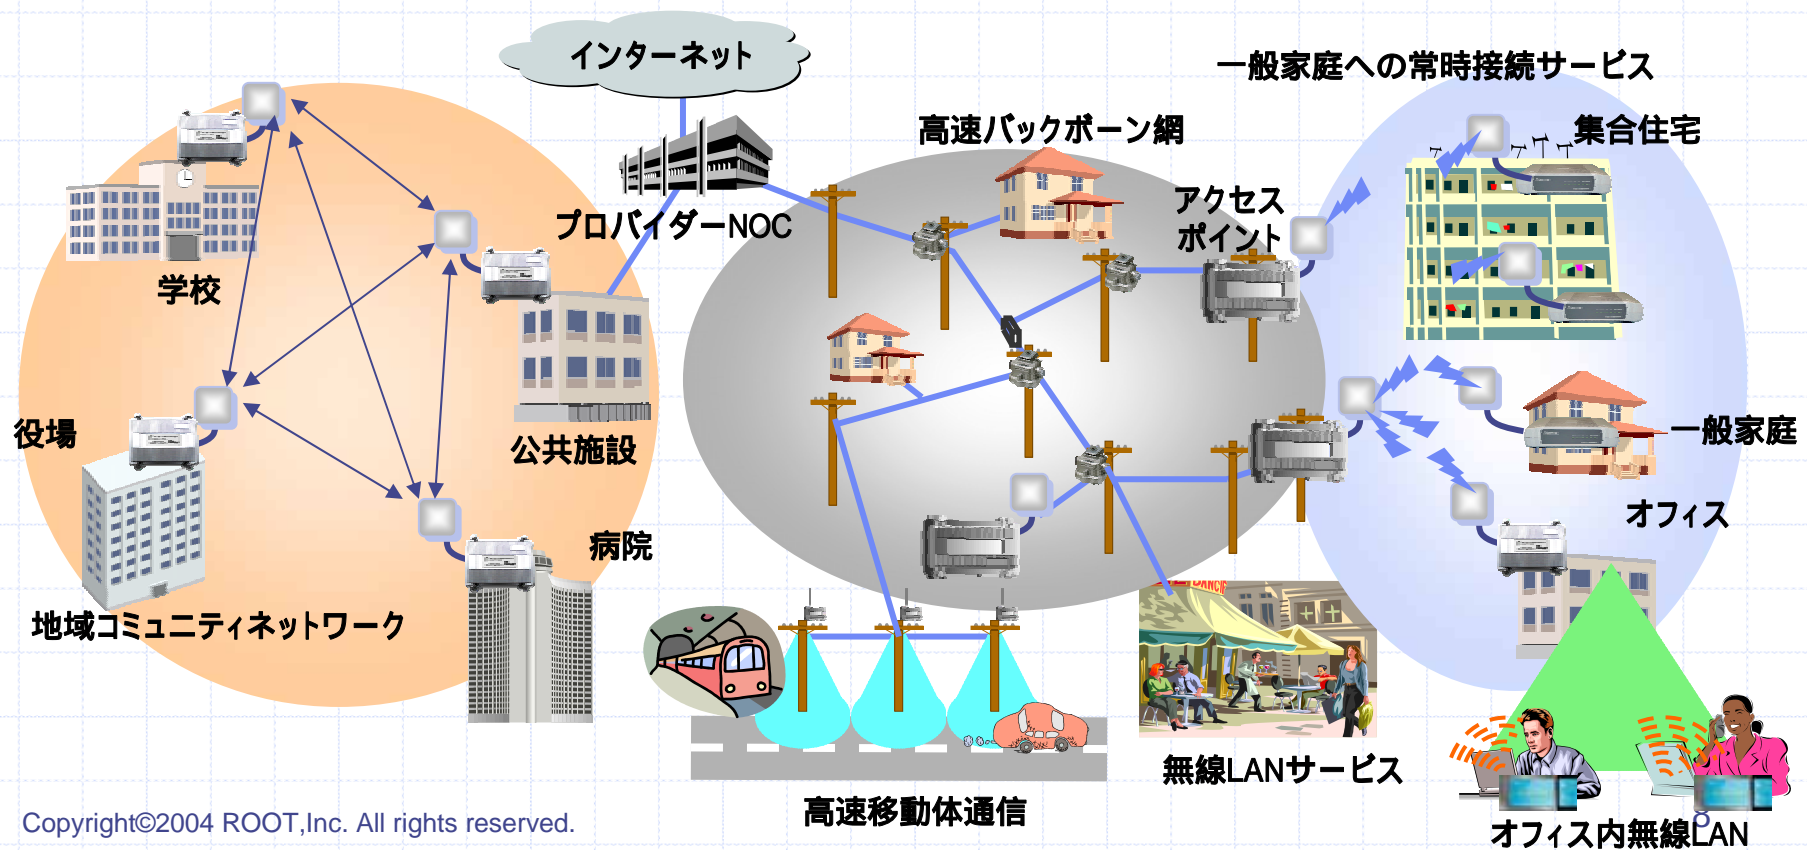 インターネット
一般家庭への常時接続サービス
高速バックボーン網
集合住宅
アクセス
ポイント
プロバイダーNOC
学校
役場
公共施設
一般家庭
オフィス
病院
地域コミュニティネットワーク
無線LANサービス
高速移動体通信
オフィス内無線LAN
Copyright©2004 ROOT,Inc. All rights reserved.
8